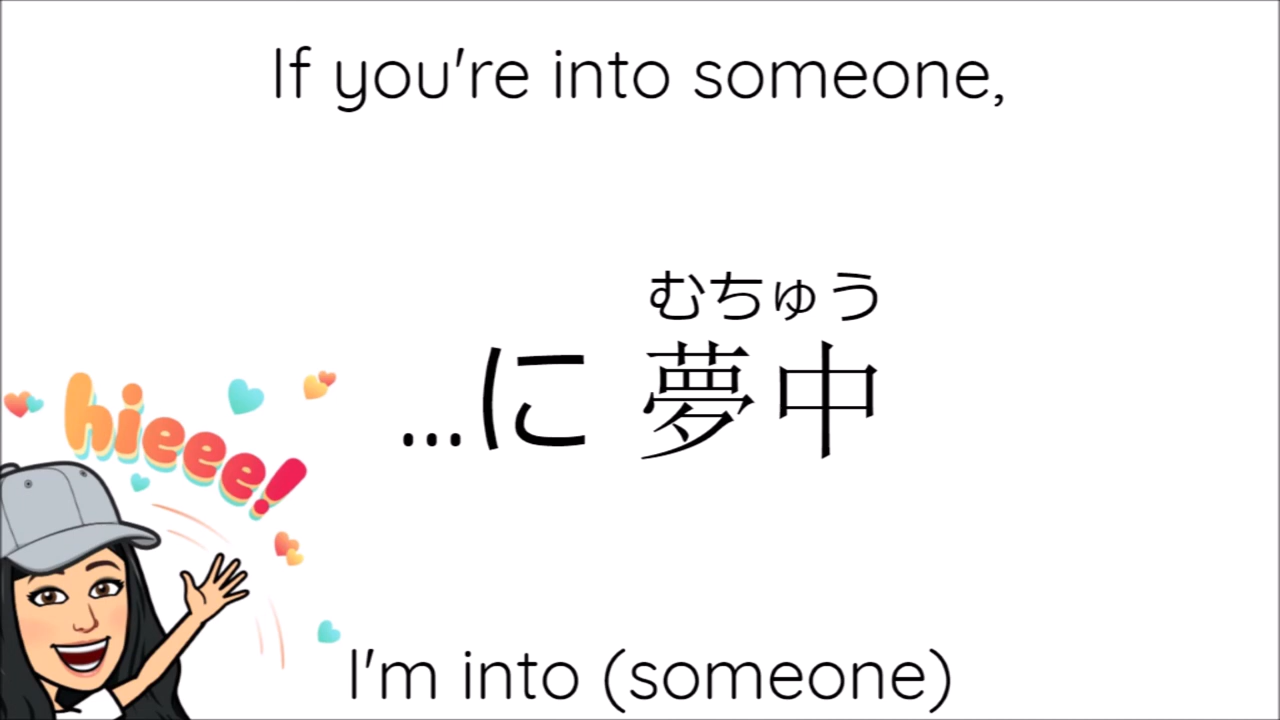 If you're into someone,
むちゅう
...に 夢中
hieee!
I'm into (someone)